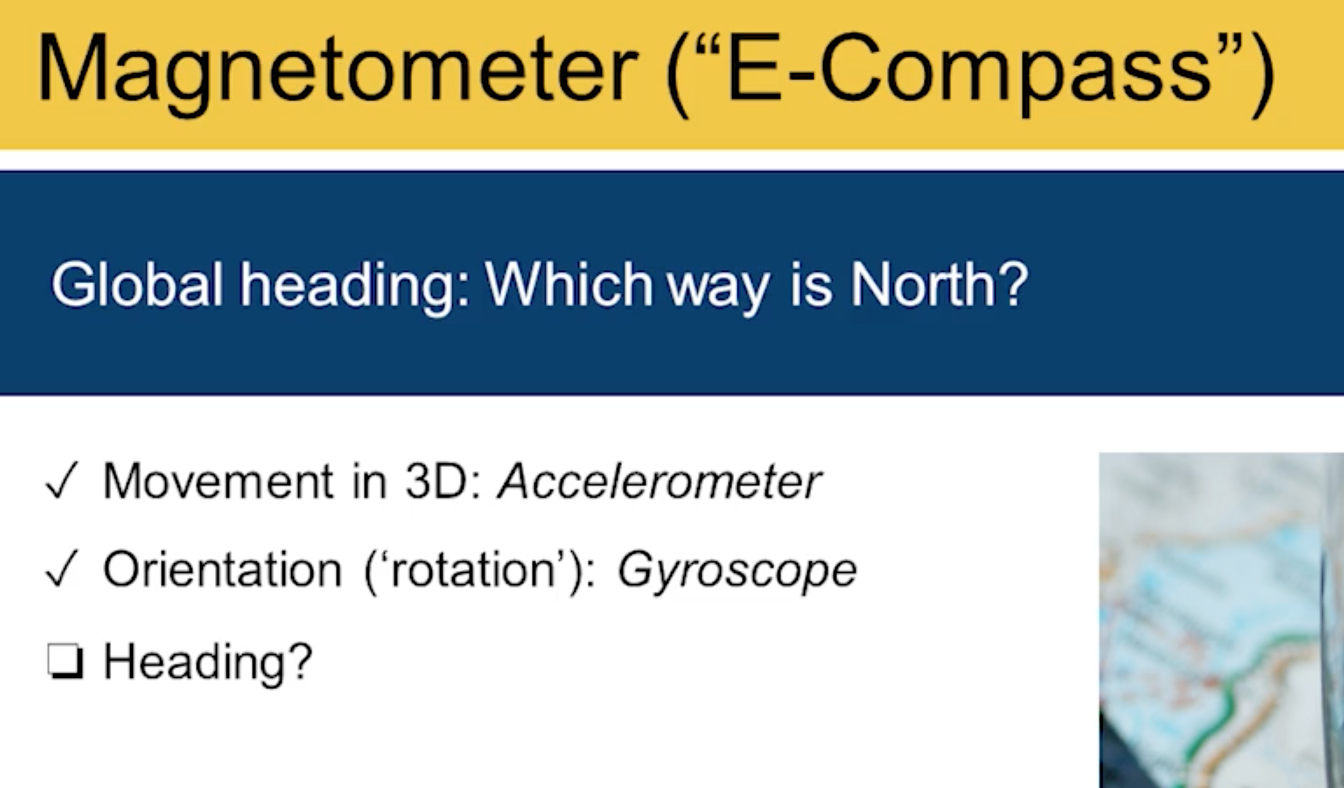 Magnetometer (“E-Compass”)
Global heading: Which way is North?
✓ Movement in 3D: Accelerometer
✓ Orientation (‘rotation’): Gyroscope
❏ Heading?